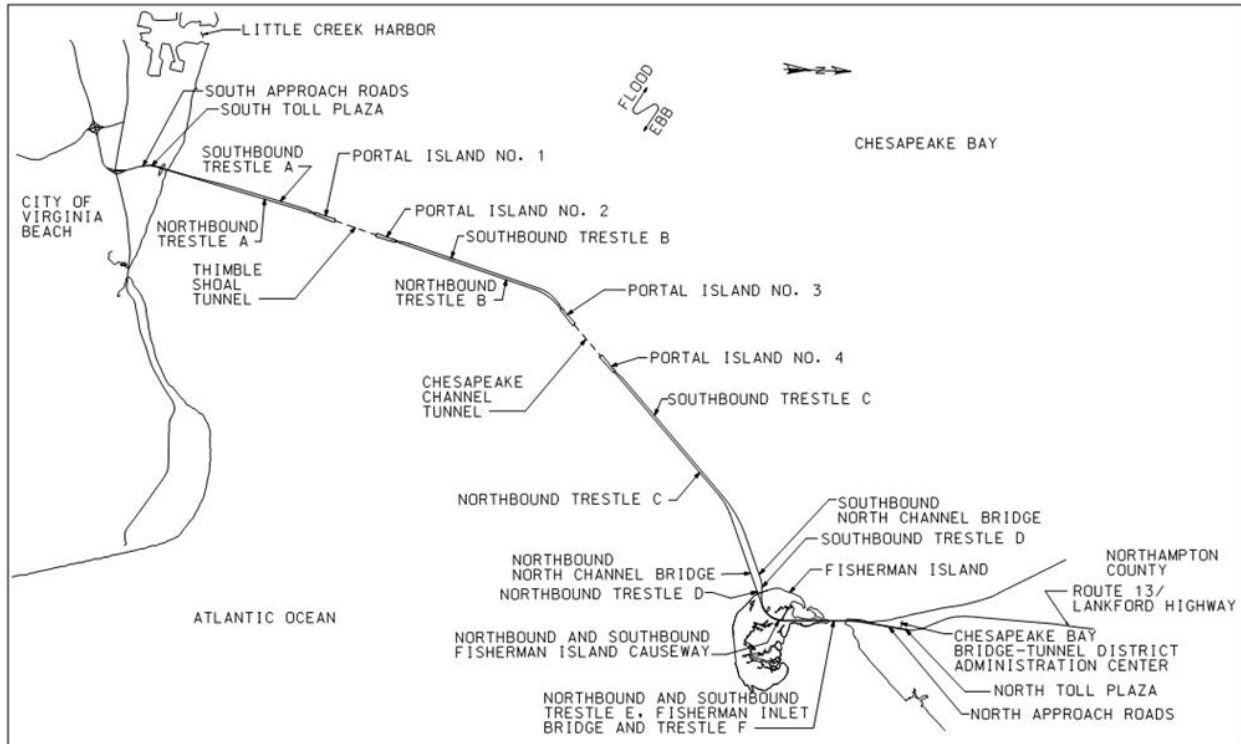 LITTLE CREEK HARBOR
SOUTH APPROACH ROADS
SOUTH TOLL PLAZA
SOUTHBOUND
TRESTLE A
PORTAL ISLAND NO. 1
FLOOD
EBB
N
CHESAPEAKE BAY
CITY OF
VIRGINIA
BEACH
NORTHBOUND
TRESTLE A
PORTAL ISLAND NO. 2
SOUTHBOUND TRESTLE B
THIMBLE
SHOAL
TUNNEL
NORTHBOUND
TRESTLE B
PORTAL ISLAND NO. 3
PORTAL ISLAND NO. 4
CHESAPEAKE
CHANNEL
TUNNEL
SOUTHBOUND TRESTLE C
NORTHBOUND TRESTLE C
SOUTHBOUND
NORTH CHANNEL BRIDGE
SOUTHBOUND TRESTLE D
NORTHBOUND
NORTH CHANNEL BRIDGE
FISHERMAN ISLAND
NORTHAMPTON
COUNTY
NORTHBOUND TRESTLE D
ROUTE 13/
LANKFORD HIGHWAY
ATLANTIC OCEAN
NORTHBOUND AND SOUTHBOUND
FISHERMAN ISLAND CAUSEWAY
CHESAPEAKE BAY
BRIDGE-TUNNEL DISTRICT
ADMINISTRATION CENTER
NORTHBOUND AND SOUTHBOUND
TRESTLE E, FISHERMAN INLET
BRIDGE AND TRESTLE F
NORTH TOLL PLAZA
NORTH APPROACH ROADS